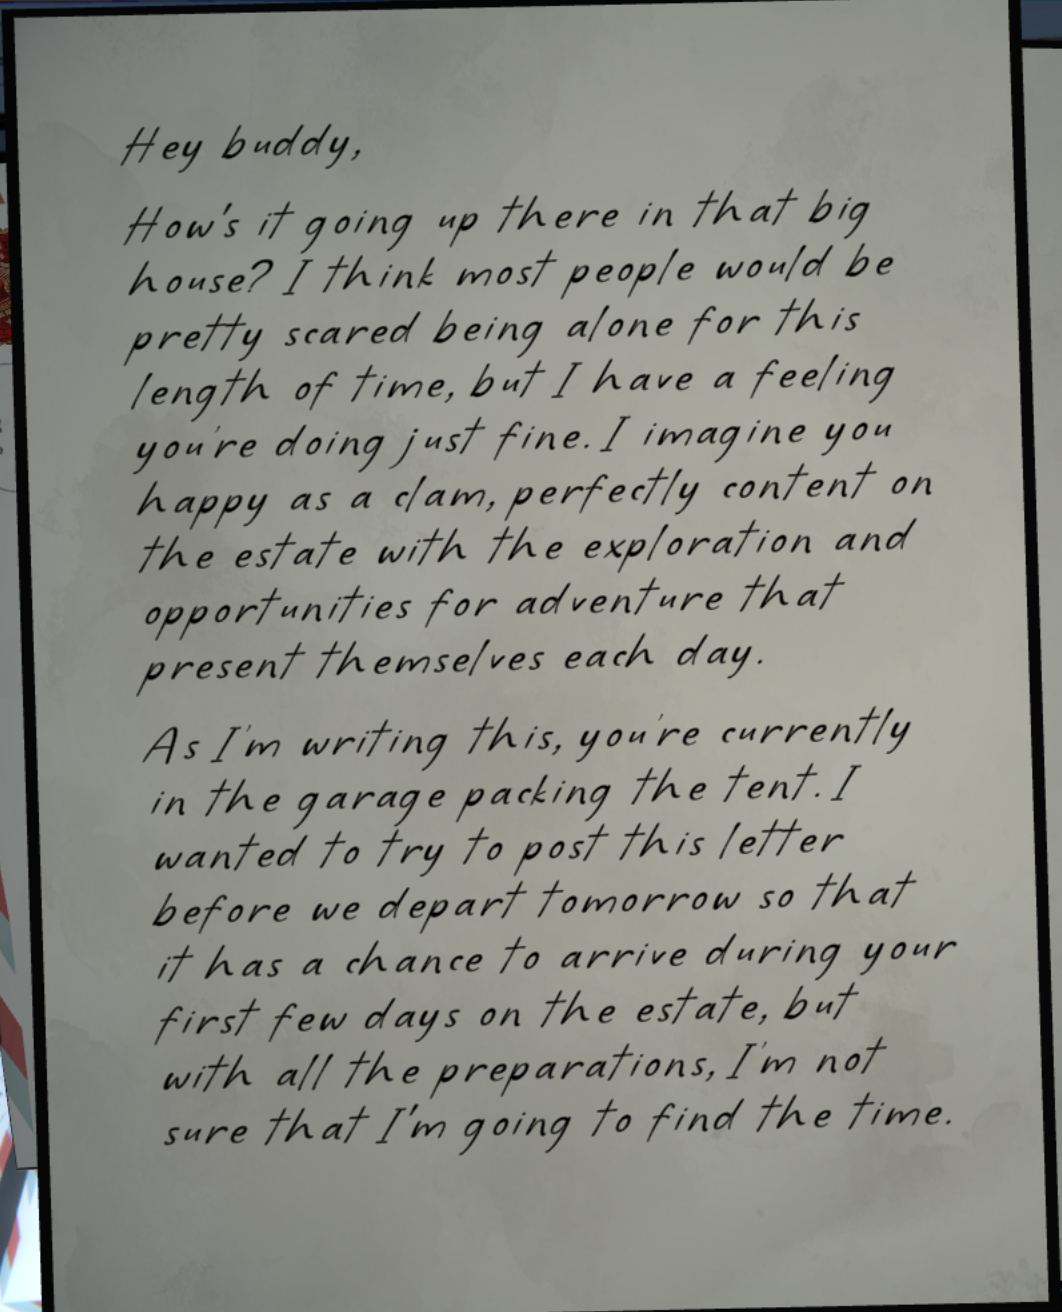 Hey buddy,
How's it going up there in that big
house? I think most people would be
pretty scared being alone for this
length of time, but I have a feeling
you're doing just fine. I imagine you
happy as a clam, perfectly content on
the estate with the exploration and
opportunities for adventure that
present themselves each day.
As I'm writing this, you're currently
in the garage packing the tent. I
wanted to try to post this letter
before we depart tomorrow so that
it has a chance to arrive during your
first few days on the estate, but
with all the preparations, I'm not
sure that I'm going to find the time.